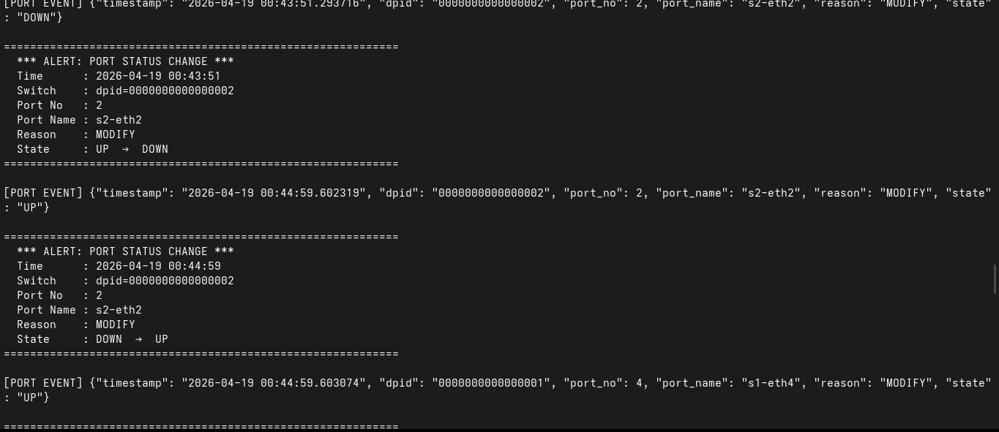 [PORT EVENT] {"timestamp": "2026-04-19 00:43:51.293716", "dpid": "0000000000000002", "port_no": 2, "port_name": "s2-eth2", "reason": "MODIFY", "state"
: "DOWN"}
============================================================
*** ALERT: PORT STATUS CHANGE ***
Time      : 2026-04-19 00:43:51
Switch    : dpid=0000000000000002
Port No   : 2
Port Name : s2-eth2
Reason    : MODIFY
State     : UP  →  DOWN
============================================================
[PORT EVENT] {"timestamp": "2026-04-19 00:44:59.602319", "dpid": "0000000000000002", "port_no": 2, "port_name": "s2-eth2", "reason": "MODIFY", "state"
: "UP"}
============================================================
*** ALERT: PORT STATUS CHANGE ***
Time      : 2026-04-19 00:44:59
Switch    : dpid=0000000000000002
Port No   : 2
Port Name : s2-eth2
Reason    : MODIFY
State     : DOWN  →  UP
============================================================
[PORT EVENT] {"timestamp": "2026-04-19 00:44:59.603074", "dpid": "0000000000000001", "port_no": 4, "port_name": "s1-eth4", "reason": "MODIFY", "state"
: "UP"}
============================================================